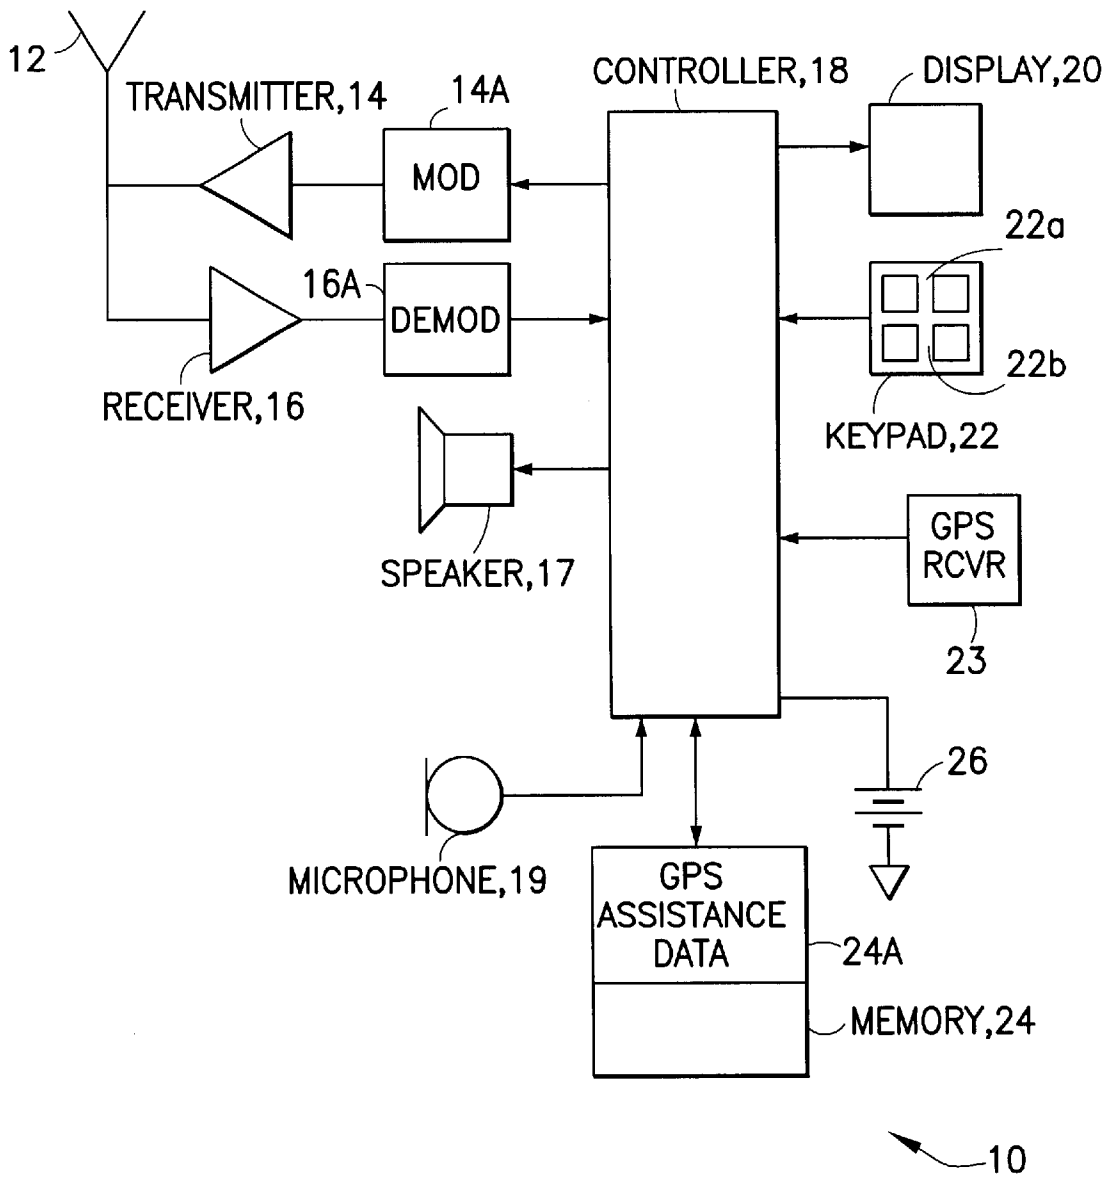 12
TRANSMITTER,14
14A
CONTROLLER,18
DISPLAY,20
MOD
22a
16A
DEMOD
22b
RECEIVER,16
KEYPAD,22
GPS
RCVR
SPEAKER,17
23
26
MICROPHONE,19
GPS
ASSISTANCE
DATA
24A
MEMORY,24
10